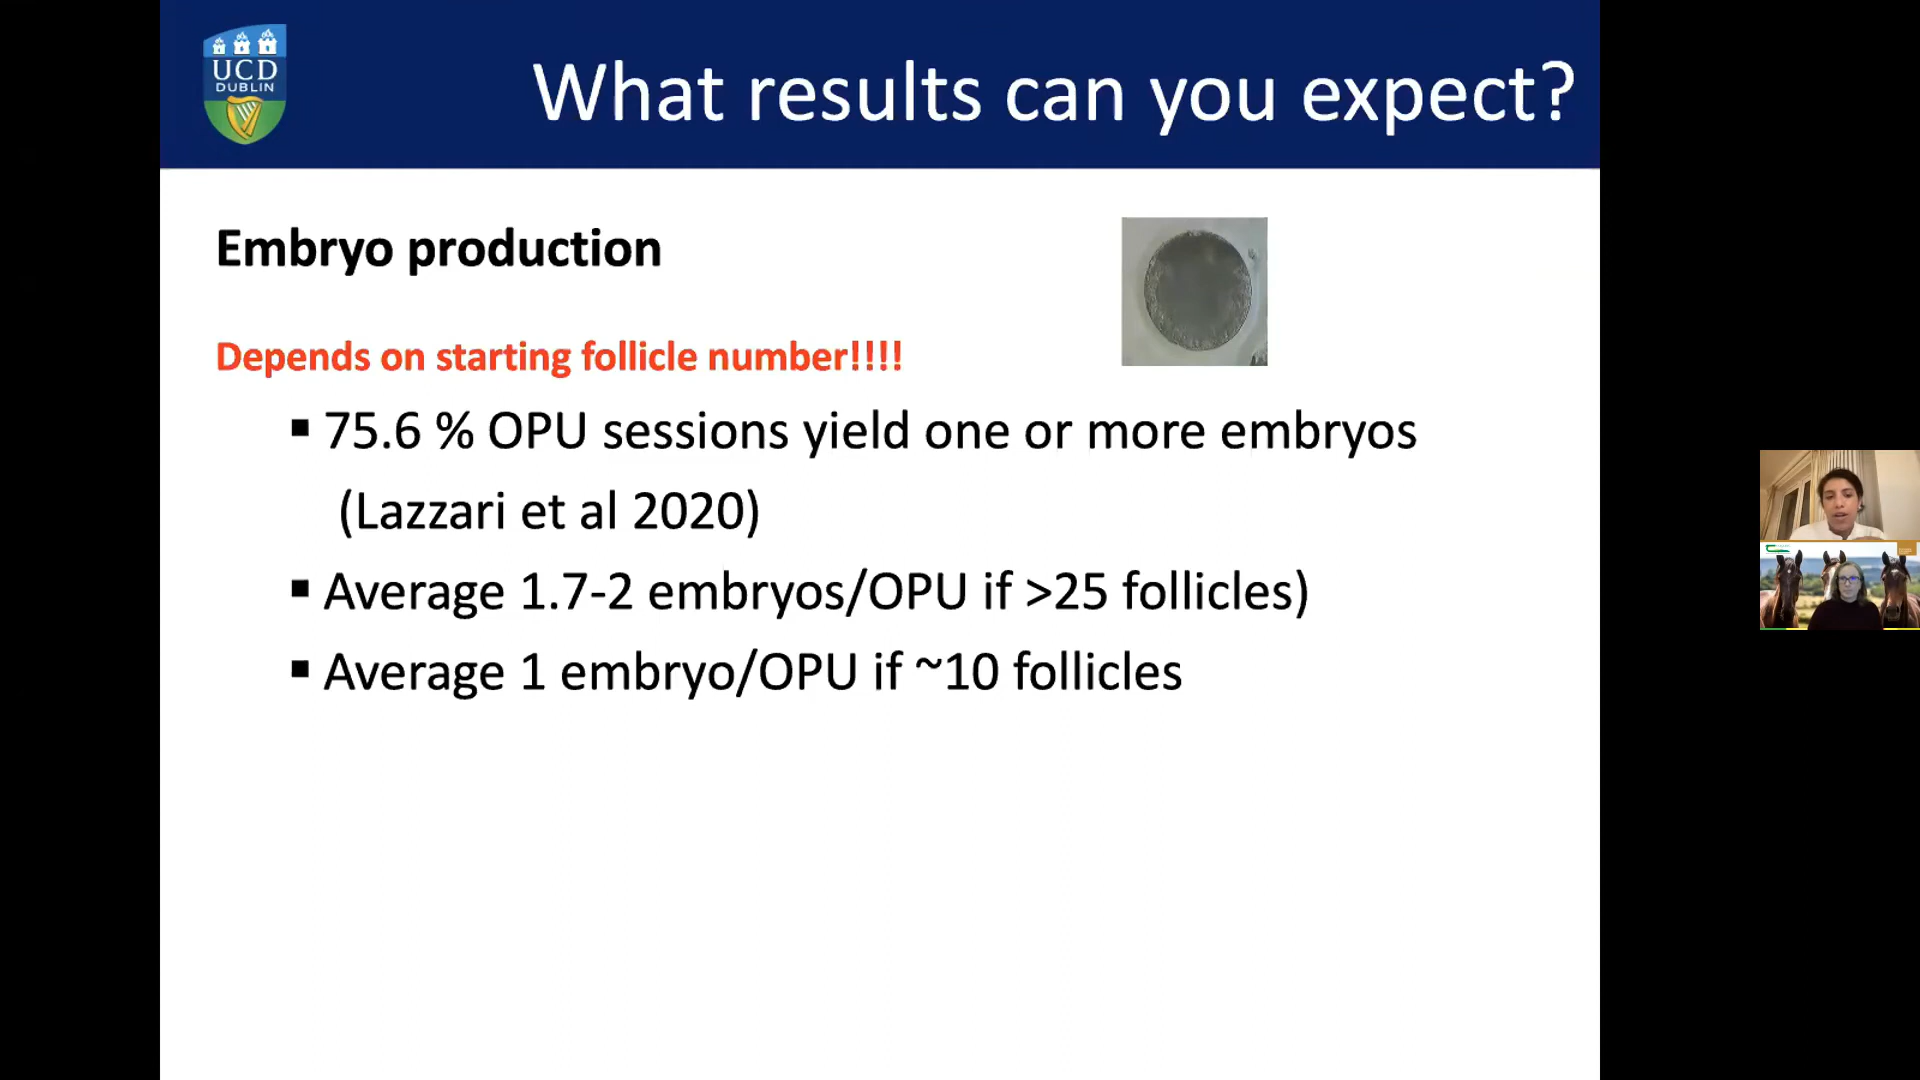 UCD
DUBLIN
What results can you expect?
Embryo production
Depends on starting follicle number!!!!
▪ 75.6 % OPU sessions yield one or more embryos
(Lazzari et al 2020)
▪ Average 1.7-2 embryos/OPU if >25 follicles)
▪ Average 1 embryo/OPU if ~10 follicles